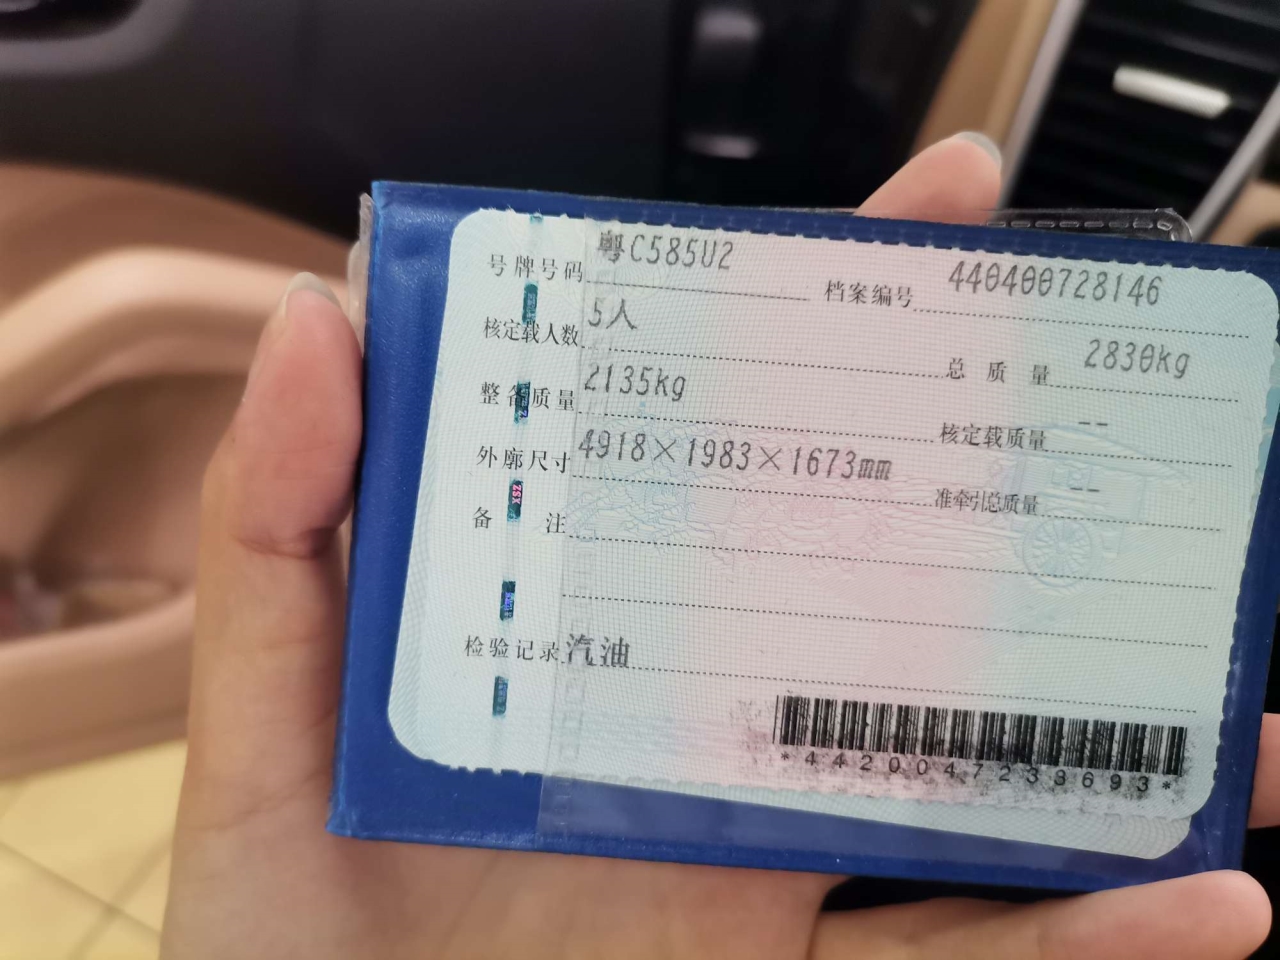 号牌号码 粤C585U2 档案编号 440400728146
核定载人数 5人 总质量 2830kg
整备质量 2135kg 核定载质量 --
外廓尺寸 4918×1983×1673mm 准牵引总质量 --
备注
检验记录 汽油
*4420047233693*